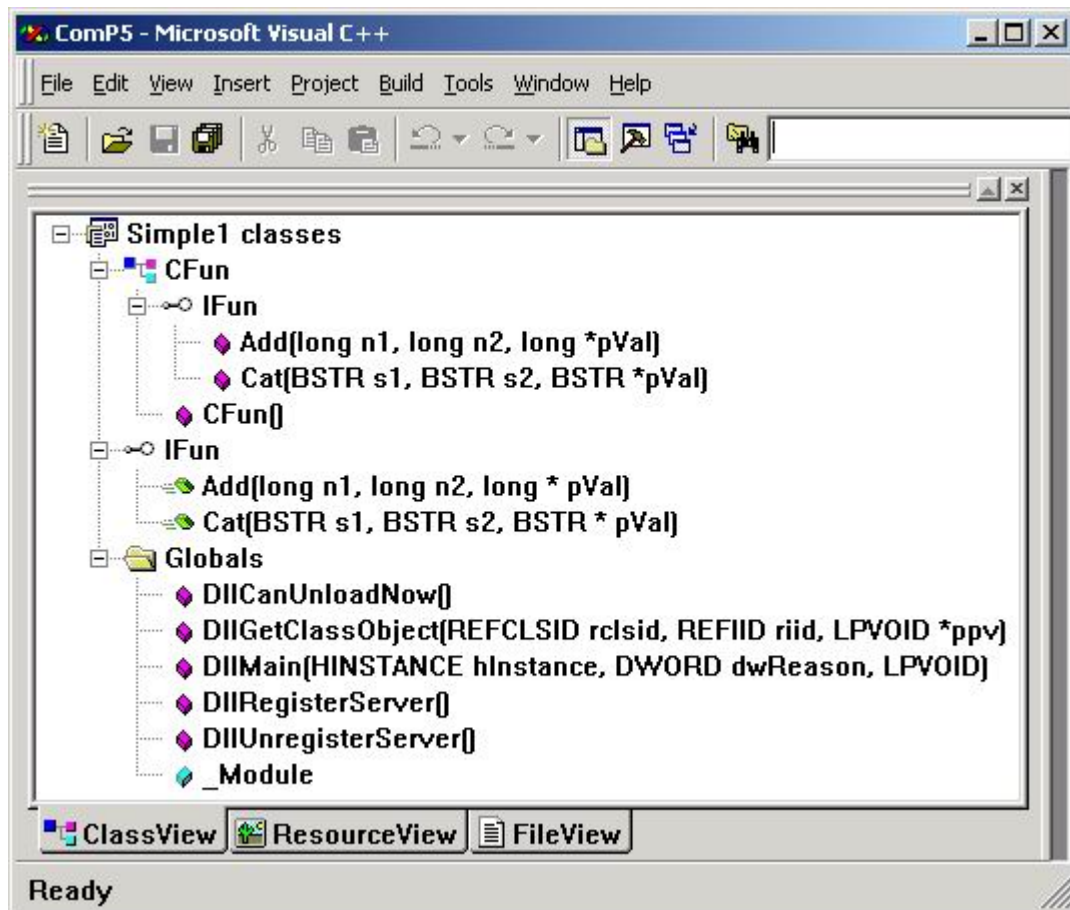 ComP5 - Microsoft Visual C++
File Edit View Insert Project Build Tools Window Help
Simple1 classes
CFun
IFun
Add(long n1, long n2, long *pVal)
Cat(BSTR s1, BSTR s2, BSTR *pVal)
CFun()
IFun
Add(long n1, long n2, long * pVal)
Cat(BSTR s1, BSTR s2, BSTR * pVal)
Globals
DllCanUnloadNow()
DllGetClassObject(REFCLSID rclsid, REFIID riid, LPVOID *ppv)
DllMain(HINSTANCE hInstance, DWORD dwReason, LPVOID)
DllRegisterServer()
DllUnregisterServer()
_Module
ClassView ResourceView FileView
Ready